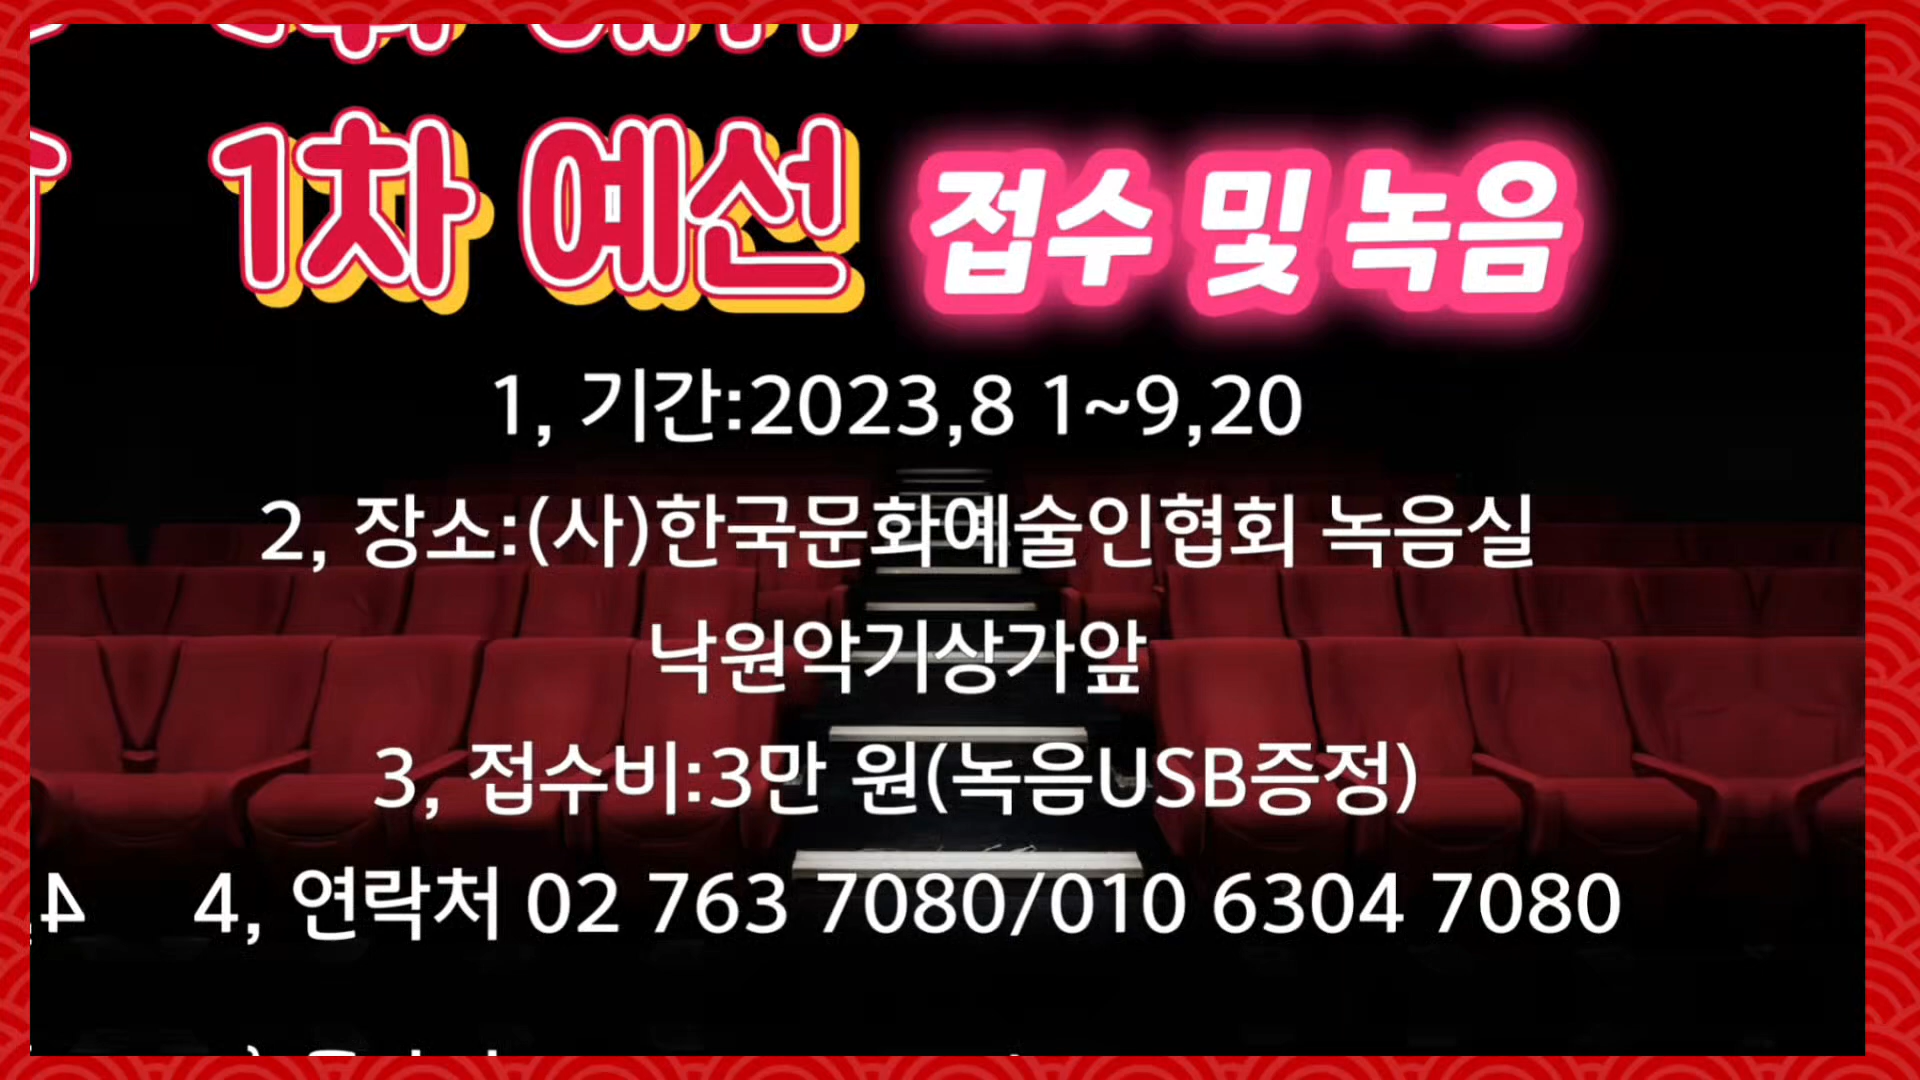 1차 예선 접수 및 녹음
1, 기간:2023,8 1~9,20
2, 장소:(사)한국문화예술인협회 녹음실
낙원악기상가앞
3, 접수비:3만 원(녹음USB증정)
4, 연락처 02 763 7080/010 6304 7080